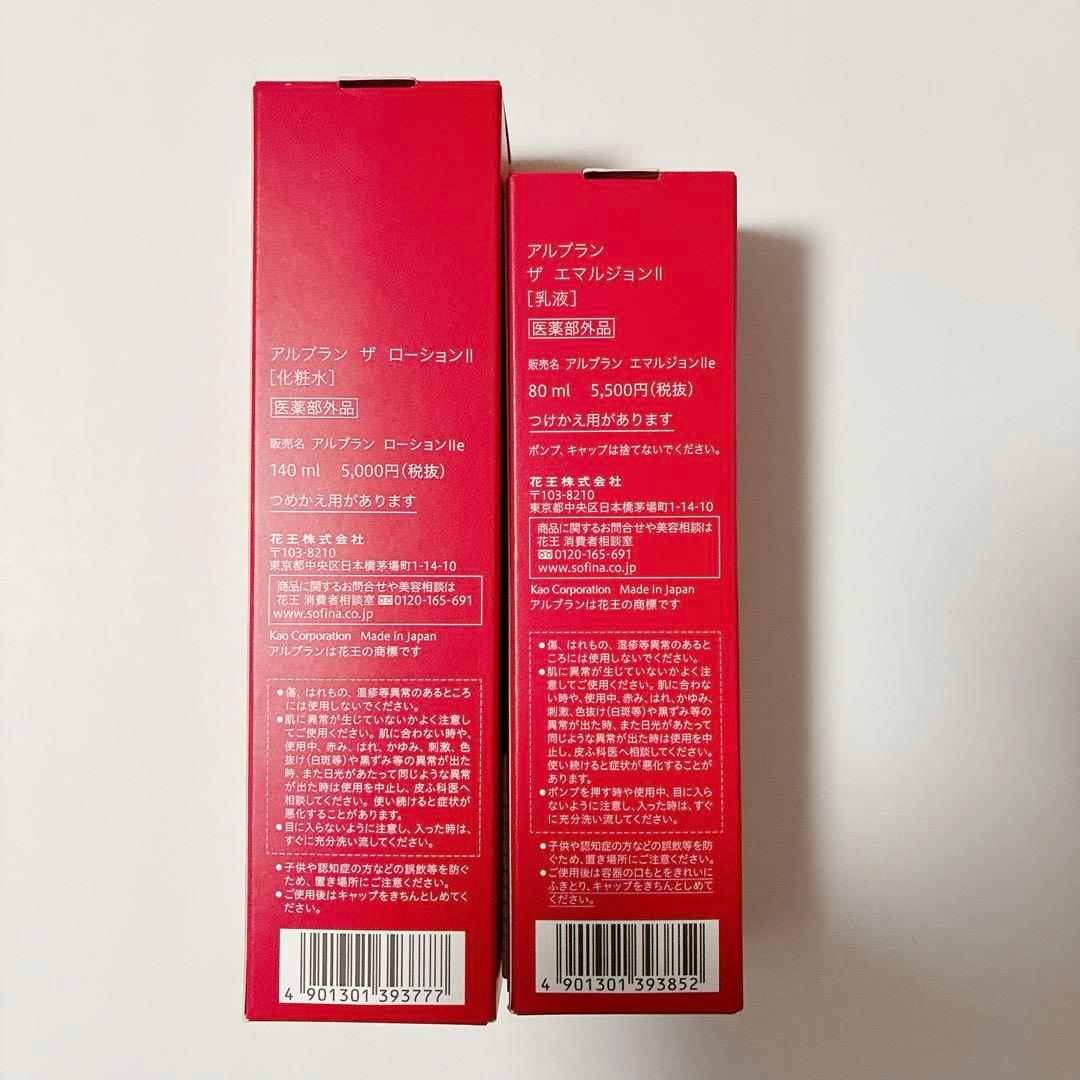 アルブラン ザ ローションII
[化粧水]
医薬部外品
販売名 アルブラン ローションIIe
140 ml 5,000円(税抜)
つめかえ用があります
花王株式会社
〒103-8210
東京都中央区日本橋茅場町1-14-10
商品に関するお問合せや美容相談は
花王 消費者相談室 0120-165-691
www.sofina.co.jp
Kao Corporation Made in Japan
アルブランは花王の商標です
●傷、はれもの、湿疹等異常のあるところ
には使用しないでください。
●肌に異常が生じていないかよく注意し
てご使用ください。肌に合わない時や、
使用中、赤み、はれ、かゆみ、刺激、色
抜け(白斑等)や黒ずみ等の異常が出た
時、また日光があたって同じような異常
が出た時は使用を中止し、皮ふ科医へ
相談してください。使い続けると症状が
悪化することがあります。
●目に入らないように注意し、入った時は、
すぐに充分洗い流してください。
●子供や認知症の方などの誤飲等を防ぐ
ため、置き場所にご注意ください。
●ご使用後はキャップをきちんとしめてく
ださい。
4 901301 393777
アルブラン
ザ エマルジョンII
[乳液]
医薬部外品
販売名 アルブラン エマルジョンIIe
80 ml 5,500円(税抜)
つけかえ用があります
ポンプ、キャップは捨てないでください。
花王株式会社
〒103-8210
東京都中央区日本橋茅場町1-14-10
商品に関するお問合せや美容相談は
花王 消費者相談室
0120-165-691
www.sofina.co.jp
Kao Corporation Made in Japan
アルブランは花王の商標です
●傷、はれもの、湿疹等異常のあると
ころには使用しないでください。
●肌に異常が生じていないかよく注
意してご使用ください。肌に合わな
い時や、使用中、赤み、はれ、かゆみ、
刺激、色抜け(白斑等)や黒ずみ等の
異常が出た時、また日光があたって
同じような異常が出た時は使用を中
止し、皮ふ科医へ相談してください。
使い続けると症状が悪化することが
あります。
●ポンプを押す時や使用中、目に入ら
ないように注意し、入った時は、すぐ
に充分洗い流してください。
●子供や認知症の方などの誤飲等を防
ぐため、置き場所にご注意ください。
●ご使用後は容器の口もとをきれいに
ふきとり、キャップをきちんとしめて
ください。
4 901301 393852